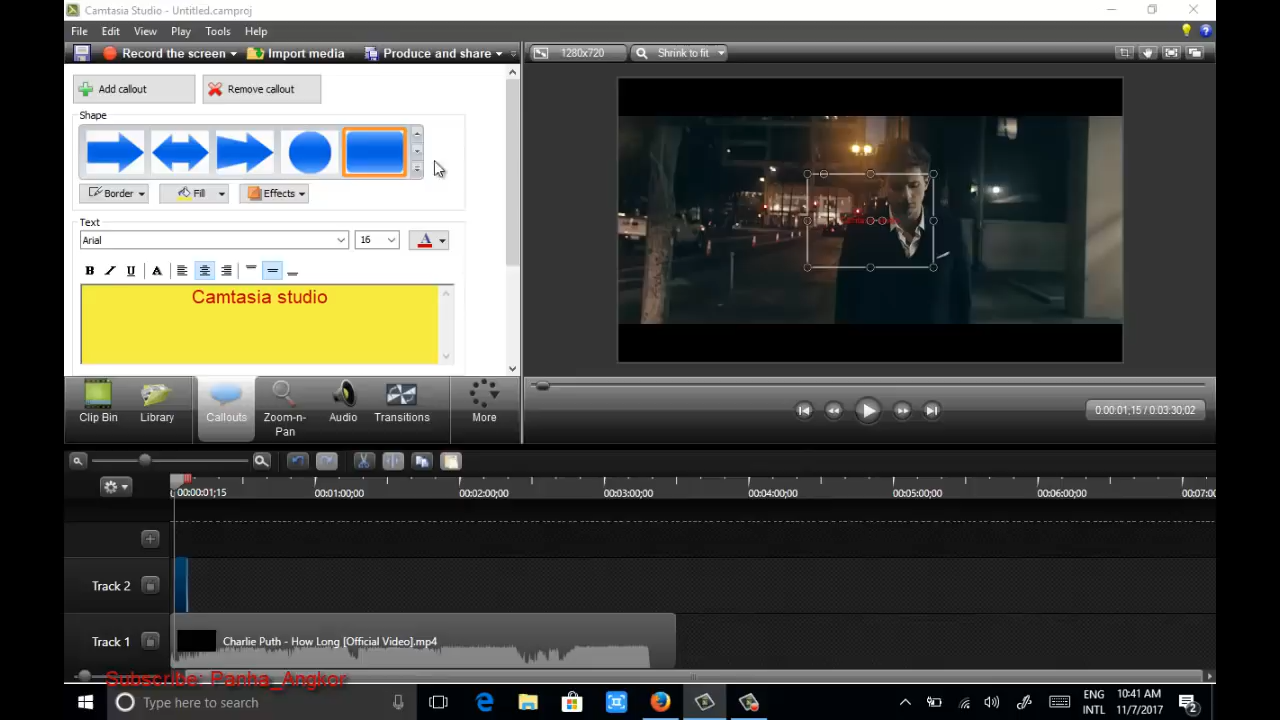 Camtasia Studio - Untitled.camproj
File Edit View Play Tools Help
Record the screen Import media Produce and share
1280x720 Shrink to fit
Add callout Remove callout
Shape
Border Fill Effects
Text
Arial 16 A
B I U A
Camtasia studio
Clip Bin Library Callouts Zoom-n-Pan Audio Transitions More
0:00:01;15 / 0:03:30;02
00:00:01;15 00:01:00;00 00:02:00;00 00:03:00;00 00:04:00;00 00:05:00;00 00:06:00;00 00:07:00
Track 2
Track 1 Charlie Puth - How Long [Official Video].mp4
Subscribe: Panha_Angkor
Type here to search
ENG 10:41 AM
INTL 11/7/2017 2